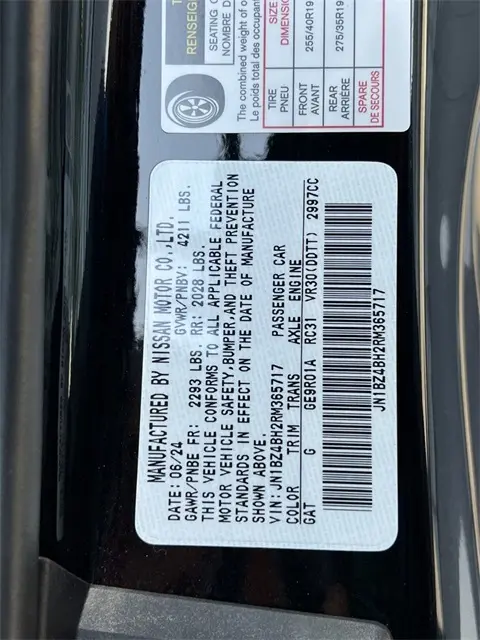 RENSEIG
SEATING C
NOMBRE D
The combined weight of o
Le poids total des occupant
SIZE
DIMENSION
TIRE
PNEU
FRONT
AVANT
255/40R19
REAR
ARRIÈRE
275/35R19
SPARE
DE SECOURS
MANUFACTURED BY NISSAN MOTOR CO.,LTD.
DATE: 06/24 GVWR/PNBV: 4211 LBS.
GAWR/PNBE FR: 2293 LBS. RR: 2028 LBS.
THIS VEHICLE CONFORMS TO ALL APPLICABLE FEDERAL
MOTOR VEHICLE SAFETY,BUMPER,AND THEFT PREVENTION
STANDARDS IN EFFECT ON THE DATE OF MANUFACTURE
SHOWN ABOVE.
VIN: JN1BZ4BH2RM365717 PASSENGER CAR
COLOR TRIM TRANS AXLE ENGINE
GAT G GE9R01A RC31 VR30(DDTT) 2997CC
JN1BZ4BH2RM365717